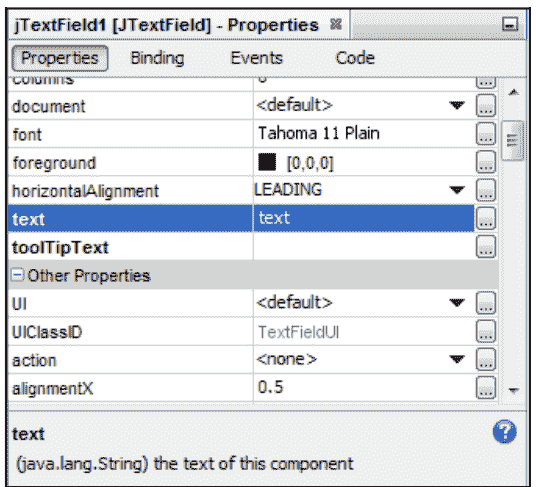 jTextField1 [JTextField] - Properties
Properties Binding Events Code
columns 0
document <default> ...
font Tahoma 11 Plain ...
foreground [0,0,0] ...
horizontalAlignment LEADING ...
text text ...
toolTipText ...
Other Properties
UI <default> ...
UIClassID TextFieldUI ...
action <none> ...
alignmentX 0.5 ...
text
(java.lang.String) the text of this component